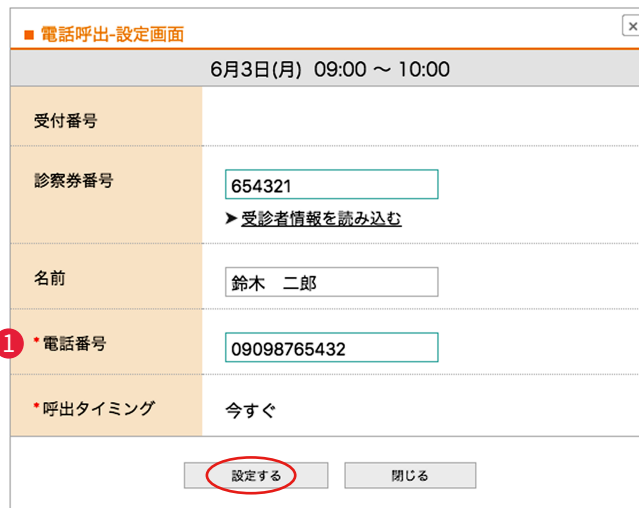 ■ 電話呼出-設定画面
×
6月3日(月) 09:00 ～ 10:00
受付番号
診察券番号
654321
➤受診者情報を読み込む
名前
鈴木　二郎
1 *電話番号
09098765432
*呼出タイミング
今すぐ
設定する
閉じる